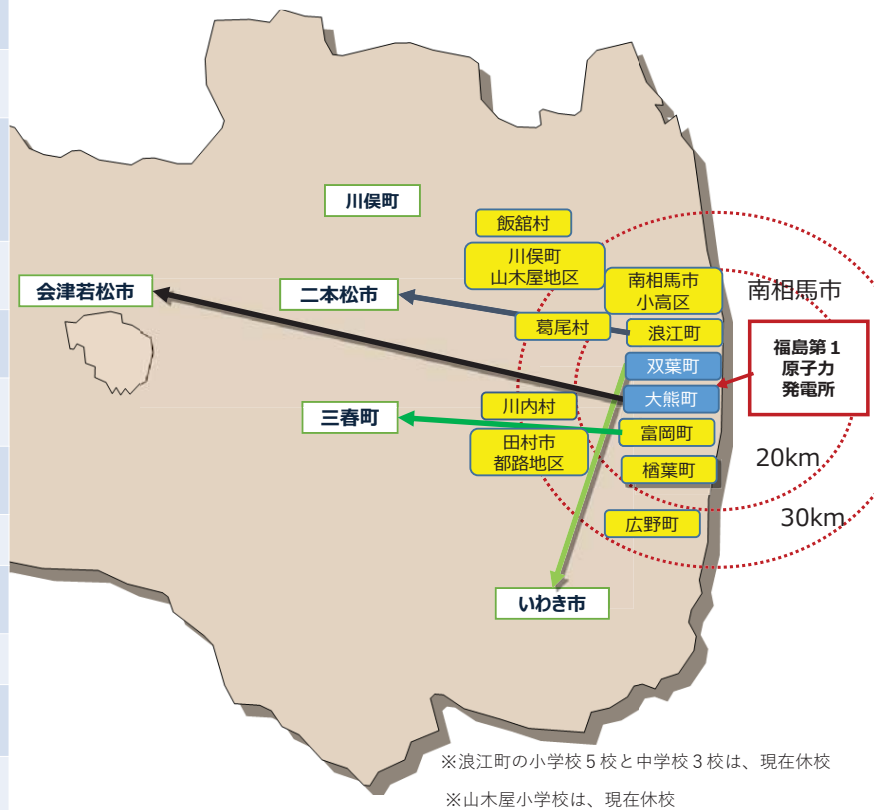 川俣町
飯舘村
川俣町
山木屋地区
会津若松市
二本松市
南相馬市
小高区
南相馬市
葛尾村
浪江町
福島第１
原子力
発電所
双葉町
大熊町
三春町
川内村
富岡町
田村市
都路地区
20km
楢葉町
30km
広野町
いわき市
※浪江町の小学校５校と中学校３校は、現在休校
※山木屋小学校は、現在休校